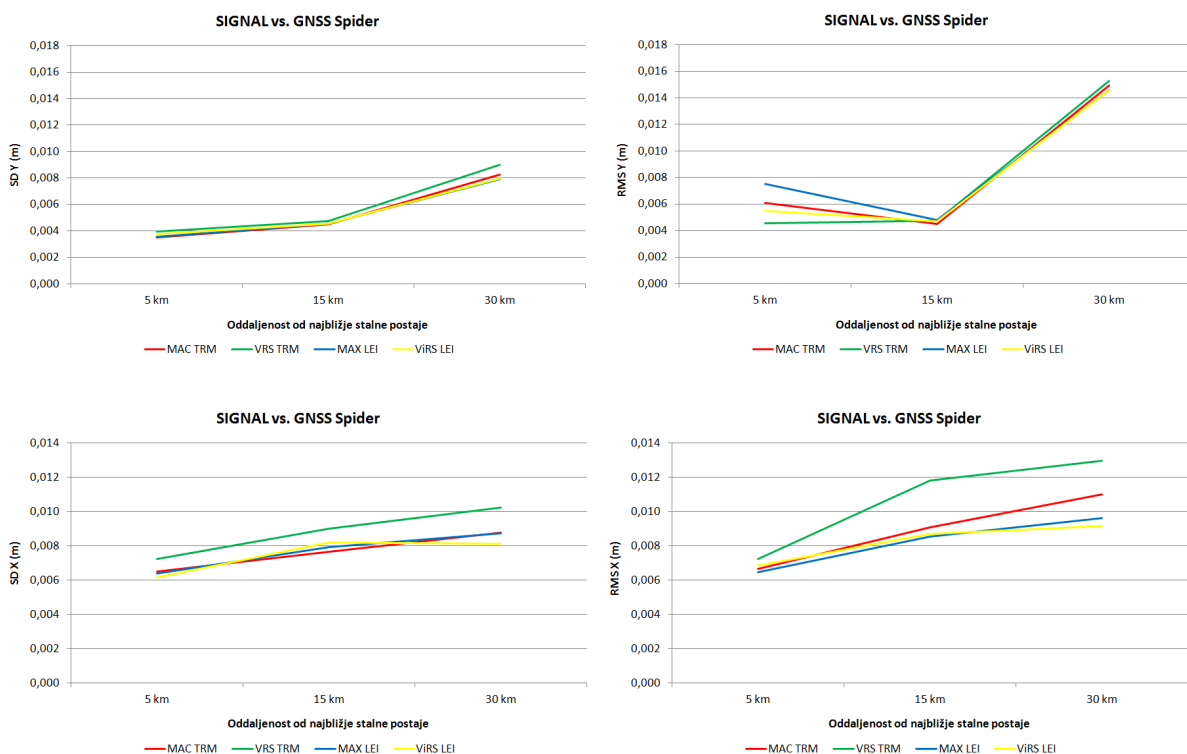 SIGNAL vs. GNSS Spider
0,018
0,016
0,014
0,012
0,010
0,008
0,006
0,004
0,002
0,000
SD Y (m)
5 km
15 km
30 km
Oddaljenost od najbližje stalne postaje
MAC TRM VRS TRM MAX LEI ViRS LEI
SIGNAL vs. GNSS Spider
0,018
0,016
0,014
0,012
0,010
0,008
0,006
0,004
0,002
0,000
RMS Y (m)
5 km
15 km
30 km
Oddaljenost od najbližje stalne postaje
MAC TRM VRS TRM MAX LEI ViRS LEI
SIGNAL vs. GNSS Spider
0,014
0,012
0,010
0,008
0,006
0,004
0,002
0,000
SD X (m)
5 km
15 km
30 km
Oddaljenost od najbližje stalne postaje
MAC TRM VRS TRM MAX LEI ViRS LEI
SIGNAL vs. GNSS Spider
0,014
0,012
0,010
0,008
0,006
0,004
0,002
0,000
RMS X (m)
5 km
15 km
30 km
Oddaljenost od najbližje stalne postaje
MAC TRM VRS TRM MAX LEI ViRS LEI